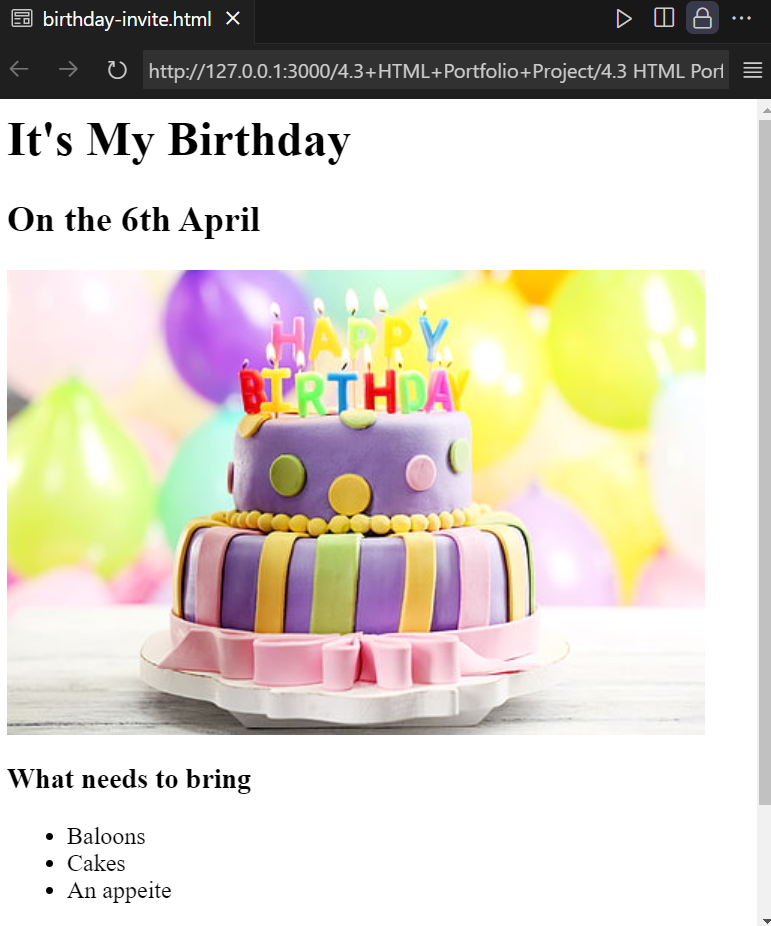 birthday-invite.html
http://127.0.0.1:3000/4.3+HTML+Portfolio+Project/4.3 HTML Port
It's My Birthday
On the 6th April
HAPPY
BIRTHDAY
What needs to bring
Baloons
Cakes
An appeite